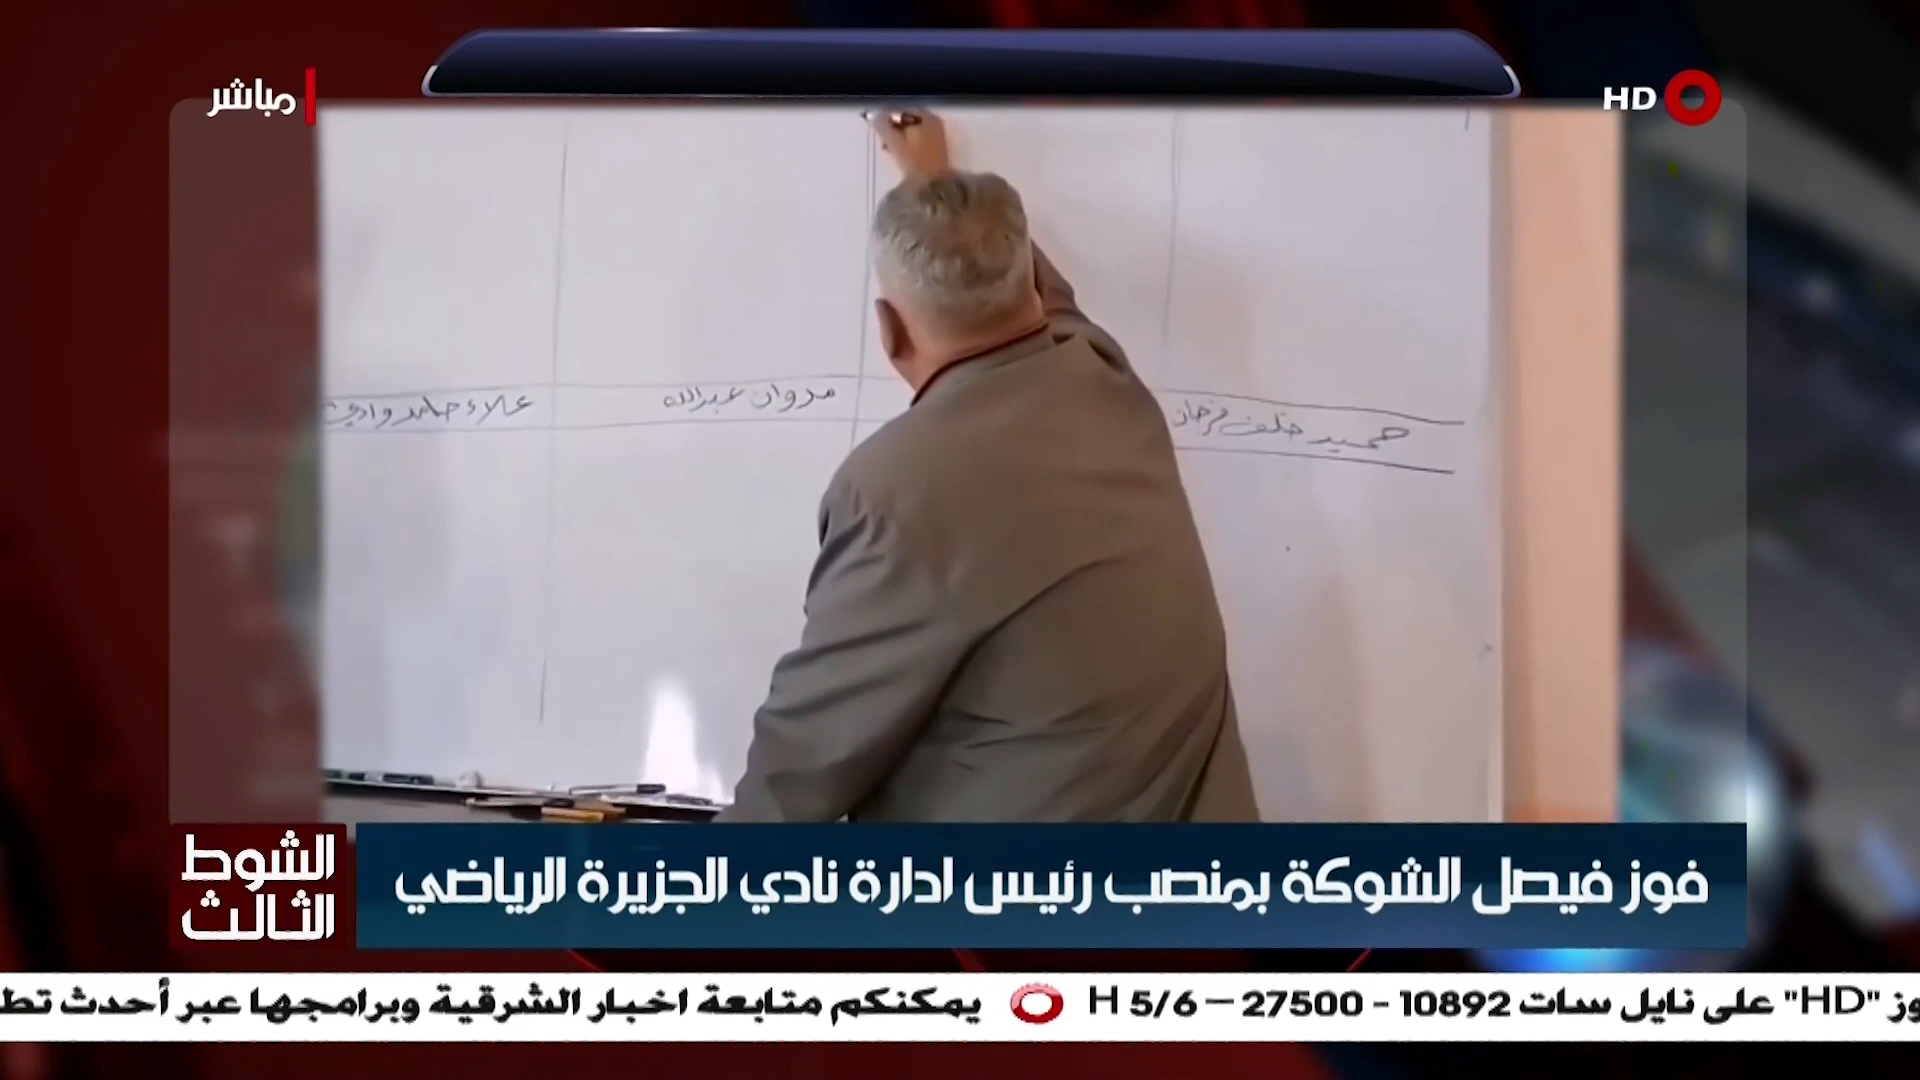 مباشر
HD
حميد خلف فرحان
مروان عبدالله
علاء حامد وادي
الشوط
الثالث
فوز فيصل الشوكة بمنصب رئيس ادارة نادي الجزيرة الرياضي
وز "HD" على نايل سات 10892 - 27500 – H 5/6 يمكنكم متابعة اخبار الشرقية وبرامجها عبر أحدث تط